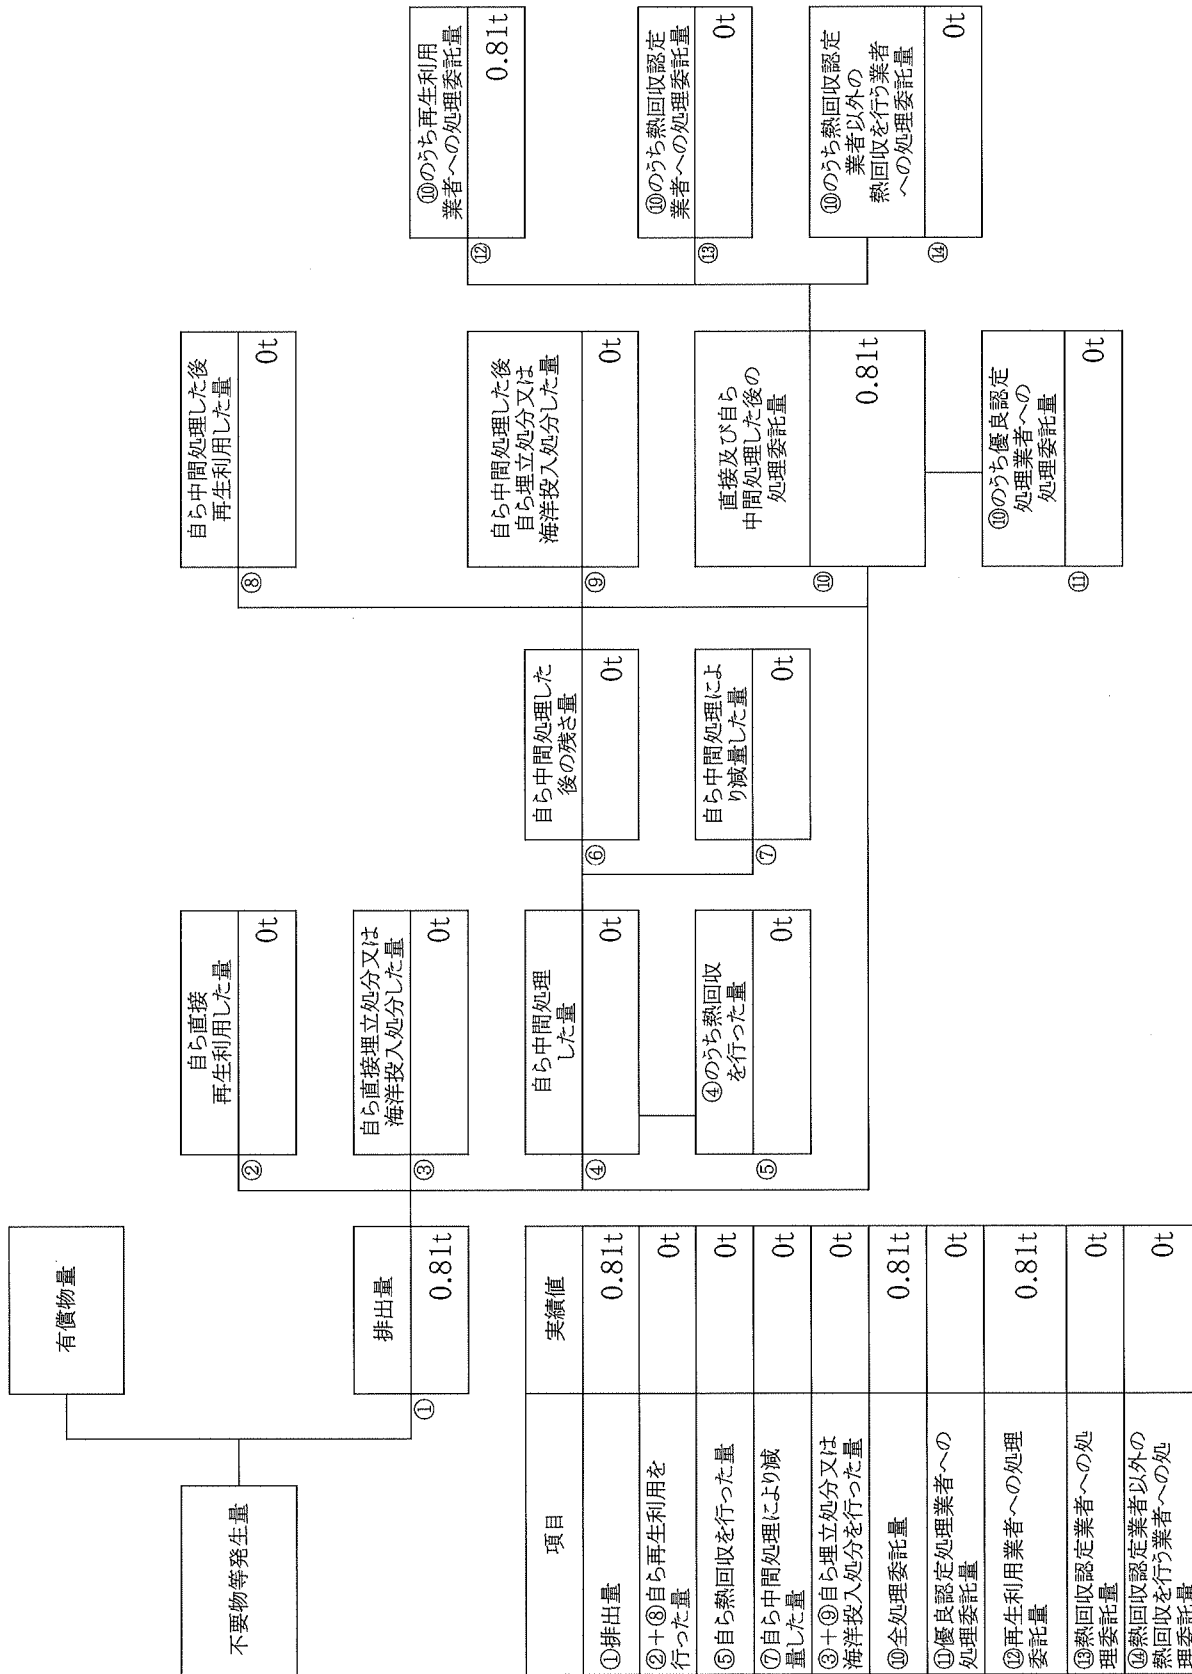 不要物等発生量
有償物量
①
排出量
0.81t
②
自ら直接
再生利用した量
0t
③
自ら直接埋立処分又は
海洋投入処分した量
0t
④
自ら中間処理
した量
0t
⑤
④のうち熱回収
を行った量
0t
⑥
自ら中間処理した
後の残さ量
0t
⑦
自ら中間処理によ
り減量した量
0t
⑧
自ら中間処理した後
再生利用した量
0t
⑨
自ら中間処理した後
自ら埋立処分又は
海洋投入処分した量
0t
⑩
直接及び自ら
中間処理した後の
処理委託量
0.81t
⑪
⑩のうち優良認定
処理業者への
処理委託量
0t
⑫
⑩のうち再生利用
業者への処理委託量
0.81t
⑬
⑩のうち熱回収認定
業者への処理委託量
0t
⑭
⑩のうち熱回収認定
業者以外の
熱回収を行う業者
への処理委託量
0t
項目
実績値
①排出量
0.81t
②+⑧自ら再生利用を
行った量
0t
⑤自ら熱回収を行った量
0t
⑦自ら中間処理により減
量した量
0t
③+⑨自ら埋立処分又は
海洋投入処分を行った量
0t
⑩全処理委託量
0.81t
⑪優良認定処理業者への
処理委託量
0t
⑫再生利用業者への処理
委託量
0.81t
⑬熱回収認定業者への処
理委託量
0t
⑭熱回収認定業者以外の
熱回収を行う業者への処
理委託量
0t